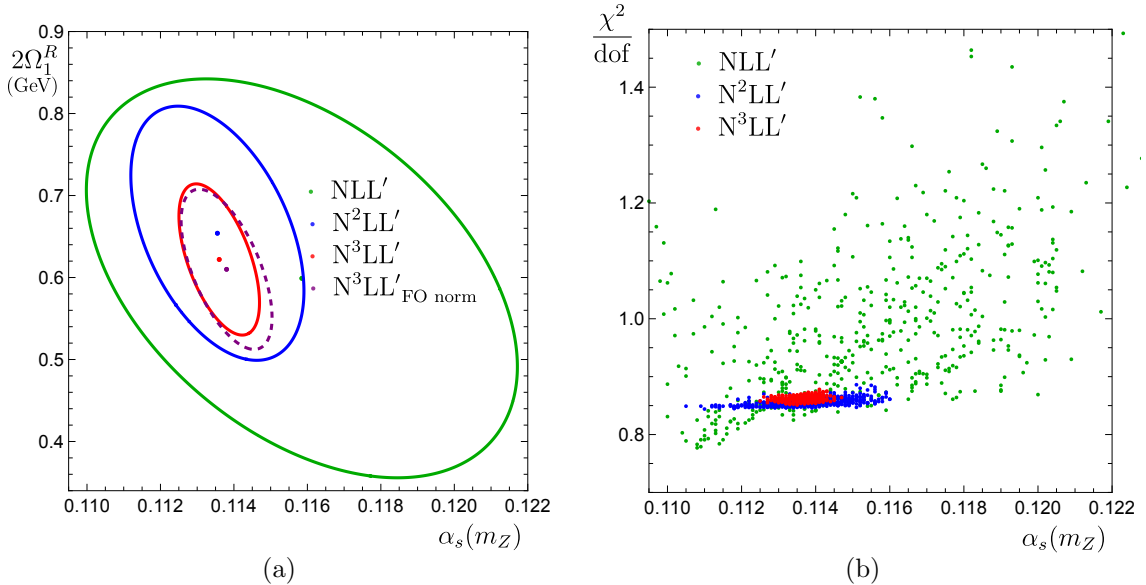 0.9
2Ω₁ᴿ
(GeV)
0.8
0.7
0.6
0.5
0.4
NLL′
N²LL′
N³LL′
N³LL′ FO norm
0.110 0.112 0.114 0.116 0.118 0.120 0.122
αₛ(m_Z)
(a)
χ²
dof
1.4
1.2
1.0
0.8
NLL′
N²LL′
N³LL′
0.110 0.112 0.114 0.116 0.118 0.120 0.122
αₛ(m_Z)
(b)